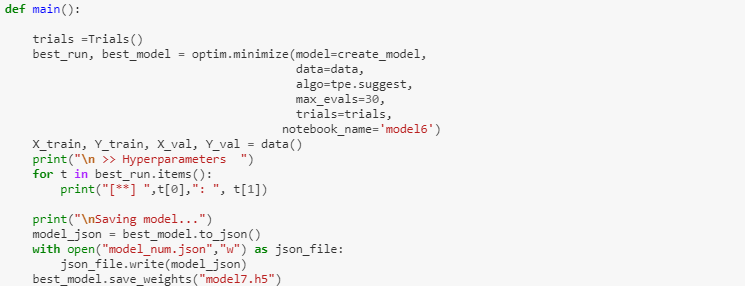 def main():
trials =Trials()
best_run, best_model = optim.minimize(model=create_model,
data=data,
algo=tpe.suggest,
max_evals=30,
trials=trials,
notebook_name='model6')
X_train, Y_train, X_val, Y_val = data()
print("\n >> Hyperparameters  ")
for t in best_run.items():
print("[**] ",t[0],": ", t[1])
print("\nSaving model...")
model_json = best_model.to_json()
with open("model_num.json","w") as json_file:
json_file.write(model_json)
best_model.save_weights("model7.h5")